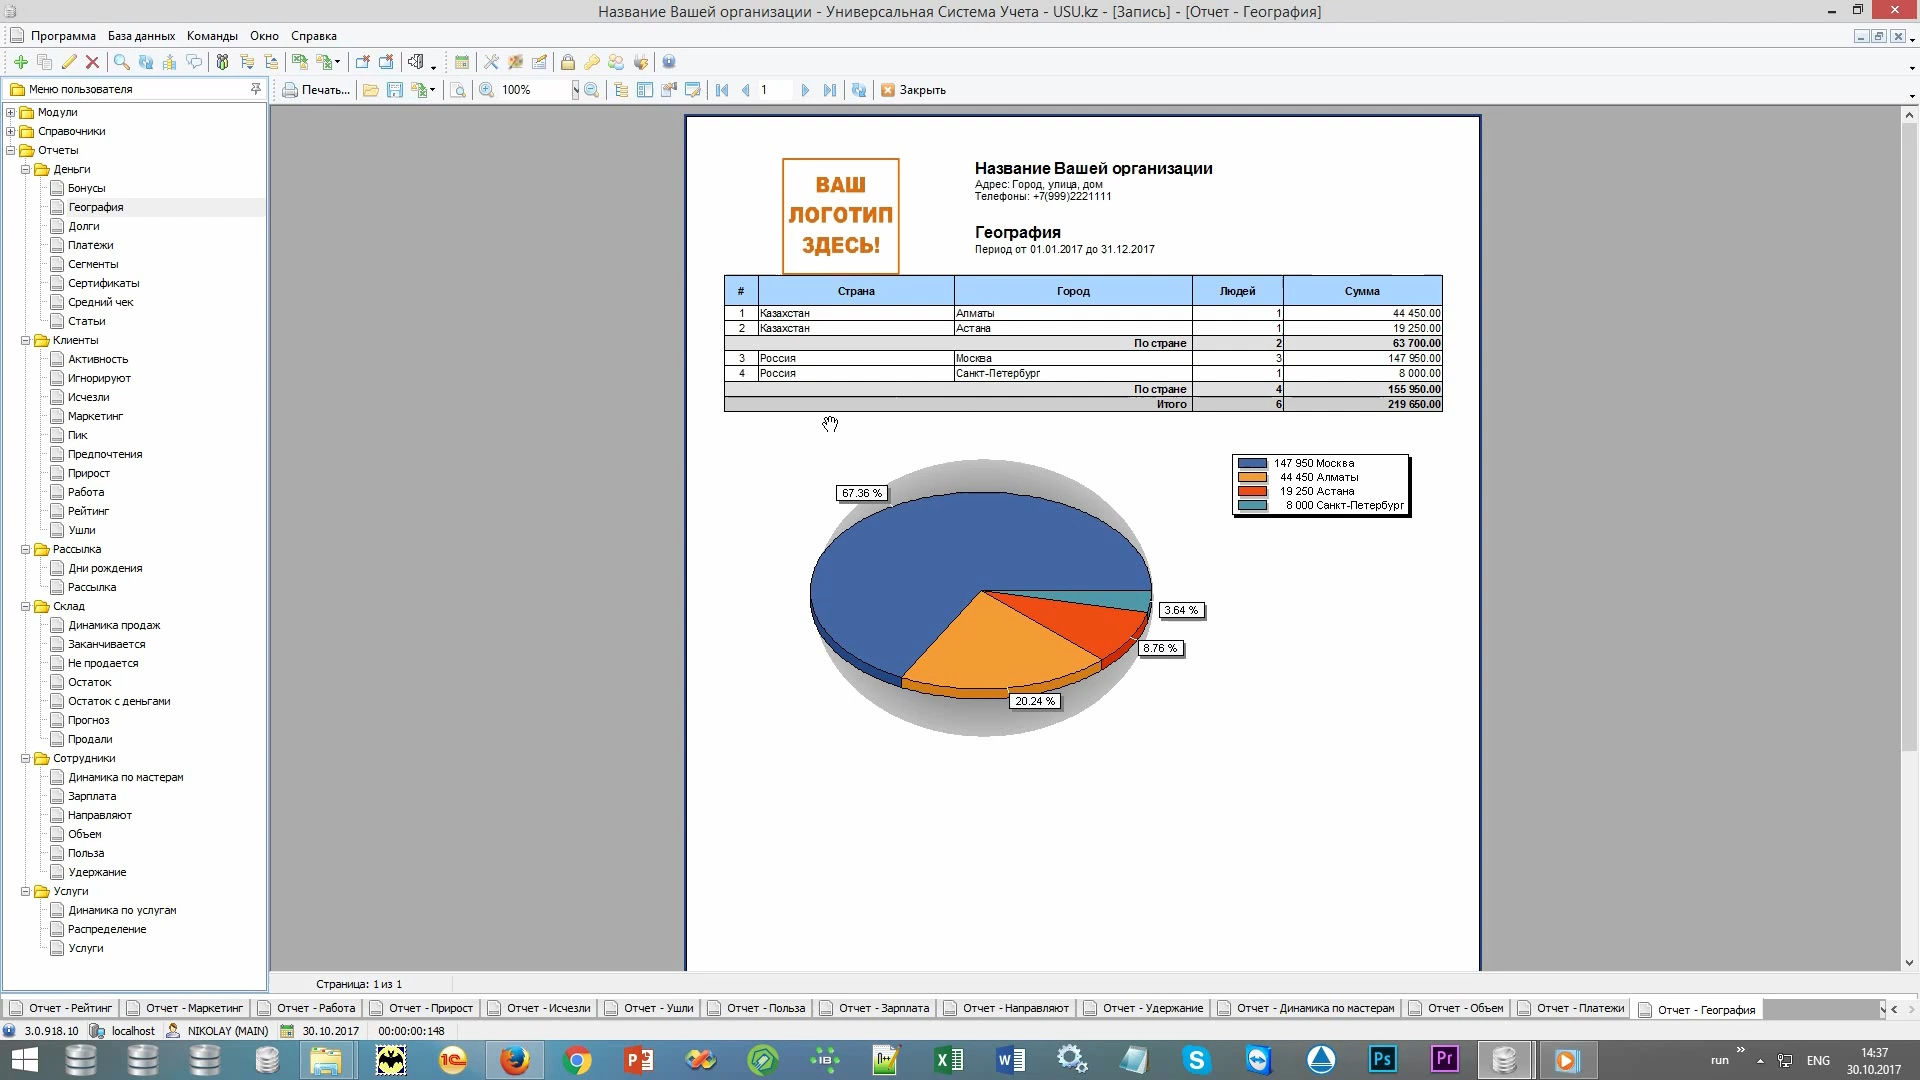 Название Вашей организации - Универсальная Система Учета - USU.kz - [Запись] - [Отчет - География]
Программа База данных Команды Окно Справка
Меню пользователя
Печать... 100% 1 Закрыть
Модули
Справочники
Отчеты
Деньги
Бонусы
География
Долги
Платежи
Сегменты
Сертификаты
Средний чек
Статьи
Клиенты
Активность
Игнорируют
Исчезли
Маркетинг
Пик
Предпочтения
Прирост
Работа
Рейтинг
Ушли
Рассылка
Дни рождения
Рассылка
Склад
Динамика продаж
Заканчивается
Не продается
Остаток
Остаток с деньгами
Прогноз
Продали
Сотрудники
Динамика по мастерам
Зарплата
Направляют
Объем
Польза
Удержание
Услуги
Динамика по услугам
Распределение
Услуги
ВАШ
ЛОГОТИП
ЗДЕСЬ!
Название Вашей организации
Адрес: Город, улица, дом
Телефоны: +7(999)2221111
География
Период от 01.01.2017 до 31.12.2017
# Страна Город Людей Сумма
1 Казахстан Алматы 1 44 450.00
2 Казахстан Астана 1 19 250.00
По стране 2 63 700.00
3 Россия Москва 3 147 950.00
4 Россия Санкт-Петербург 1 8 000.00
По стране 4 155 950.00
Итого 6 219 650.00
147 950 Москва
44 450 Алматы
19 250 Астана
8 000 Санкт-Петербург
67.36 %
3.64 %
8.76 %
20.24 %
Страница: 1 из 1
Отчет - Рейтинг Отчет - Маркетинг Отчет - Работа Отчет - Прирост Отчет - Исчезли Отчет - Ушли Отчет - Польза Отчет - Зарплата Отчет - Направляют Отчет - Удержание Отчет - Динамика по мастерам Отчет - Объем Отчет - Платежи Отчет - География
3.0.918.10 localhost NIKOLAY (MAIN) 30.10.2017 00:00:00:148
run ENG 14:37
30.10.2017